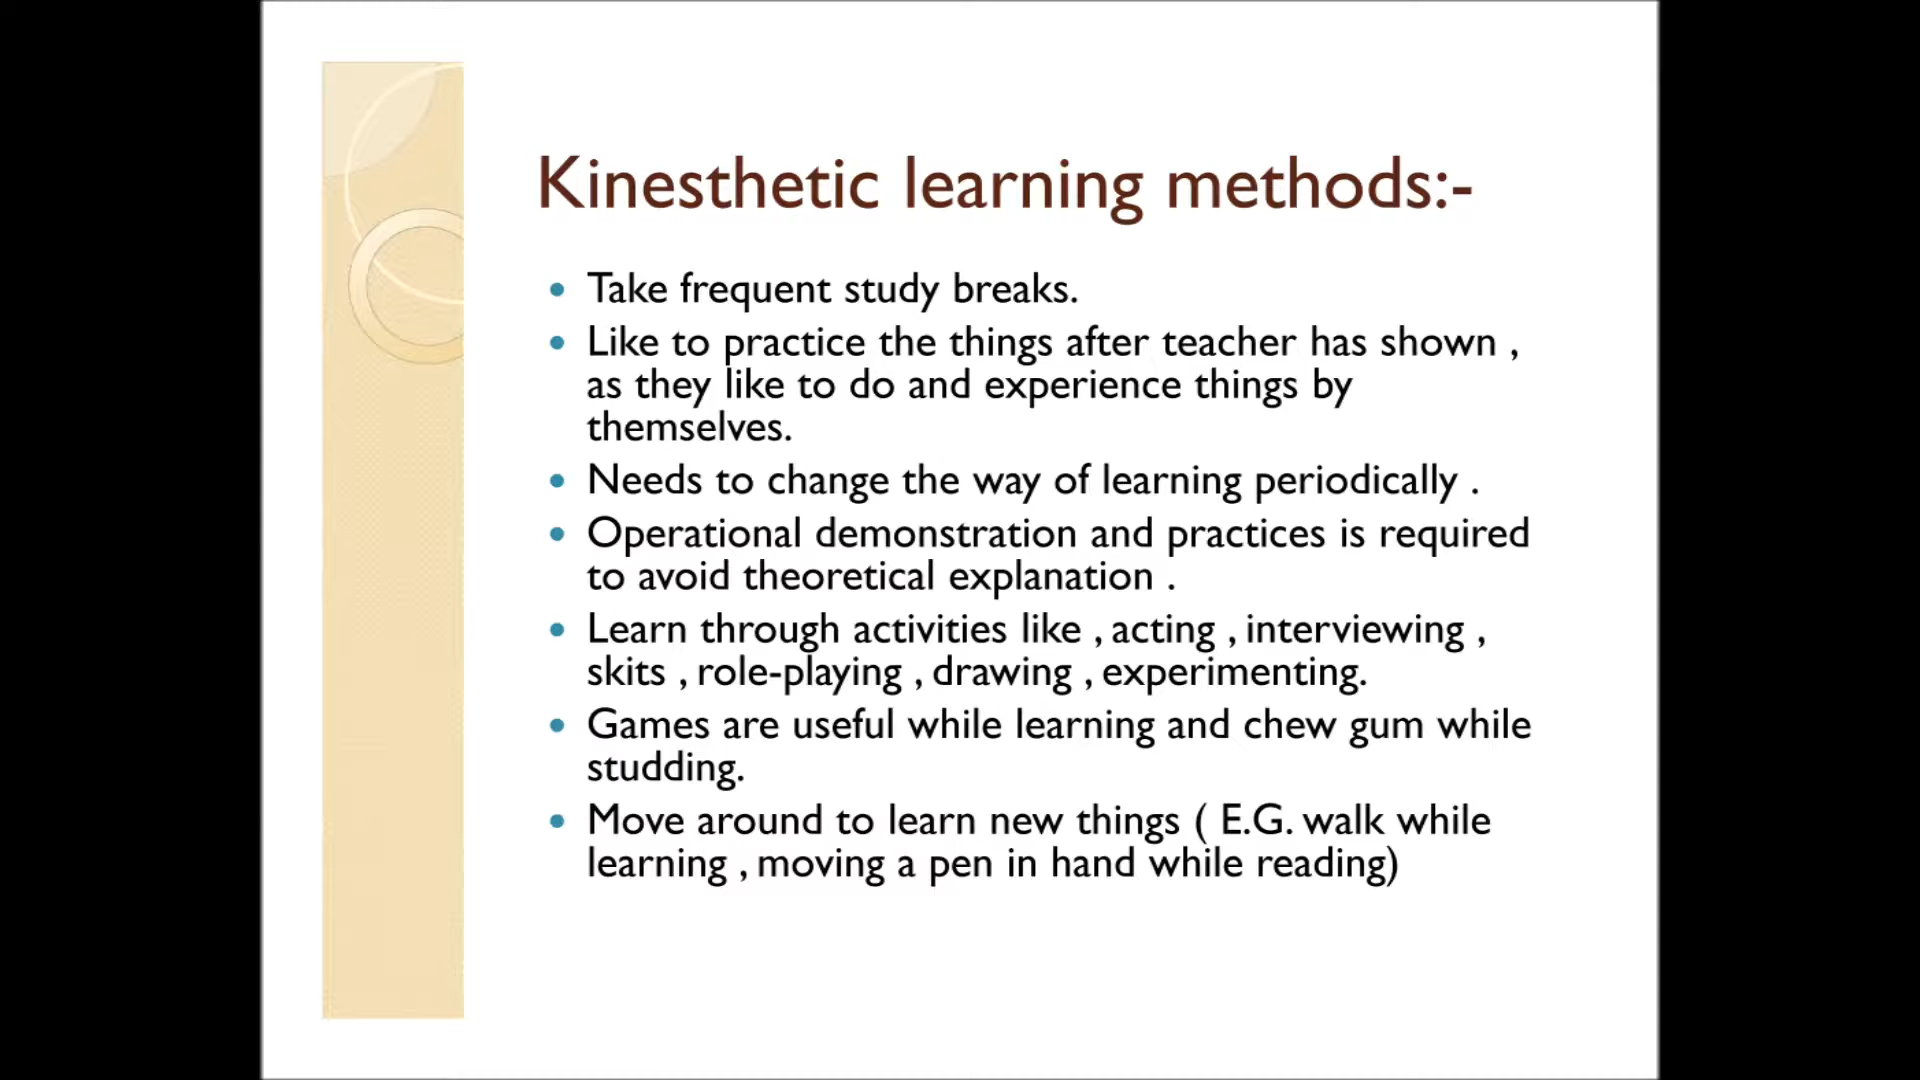 Kinesthetic learning methods:-
• Take frequent study breaks.
• Like to practice the things after teacher has shown ,
as they like to do and experience things by
themselves.
• Needs to change the way of learning periodically .
• Operational demonstration and practices is required
to avoid theoretical explanation .
• Learn through activities like , acting , interviewing ,
skits , role-playing , drawing , experimenting.
• Games are useful while learning and chew gum while
studding.
• Move around to learn new things ( E.G. walk while
learning , moving a pen in hand while reading)